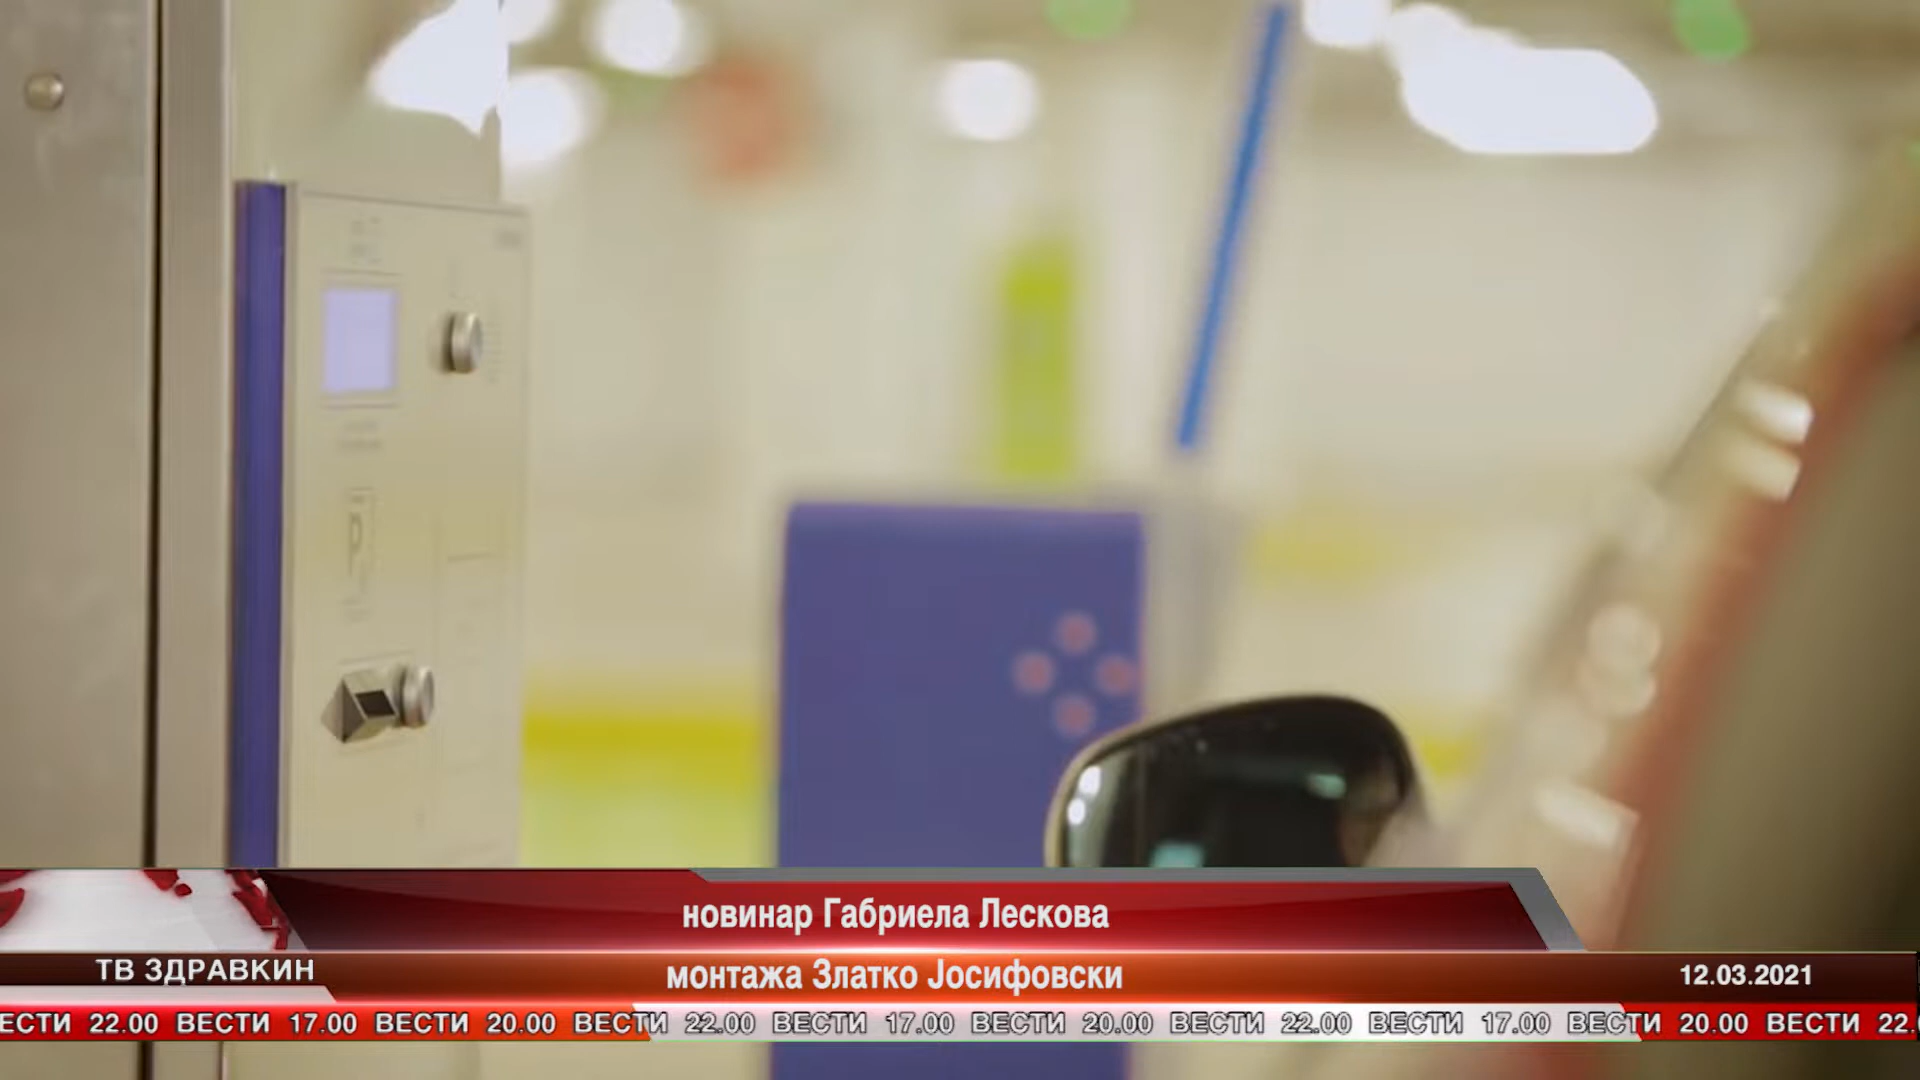 P
новинар Габриела Лескова
ТВ ЗДРАВКИН
монтажа Златко Јосифовски
12.03.2021
ЕСТИ 22.00 ВЕСТИ 17.00 ВЕСТИ 20.00 ВЕСТИ 22.00 ВЕСТИ 17.00 ВЕСТИ 20.00 ВЕСТИ 22.00 ВЕСТИ 17.00 ВЕСТИ 20.00 ВЕСТИ 22.